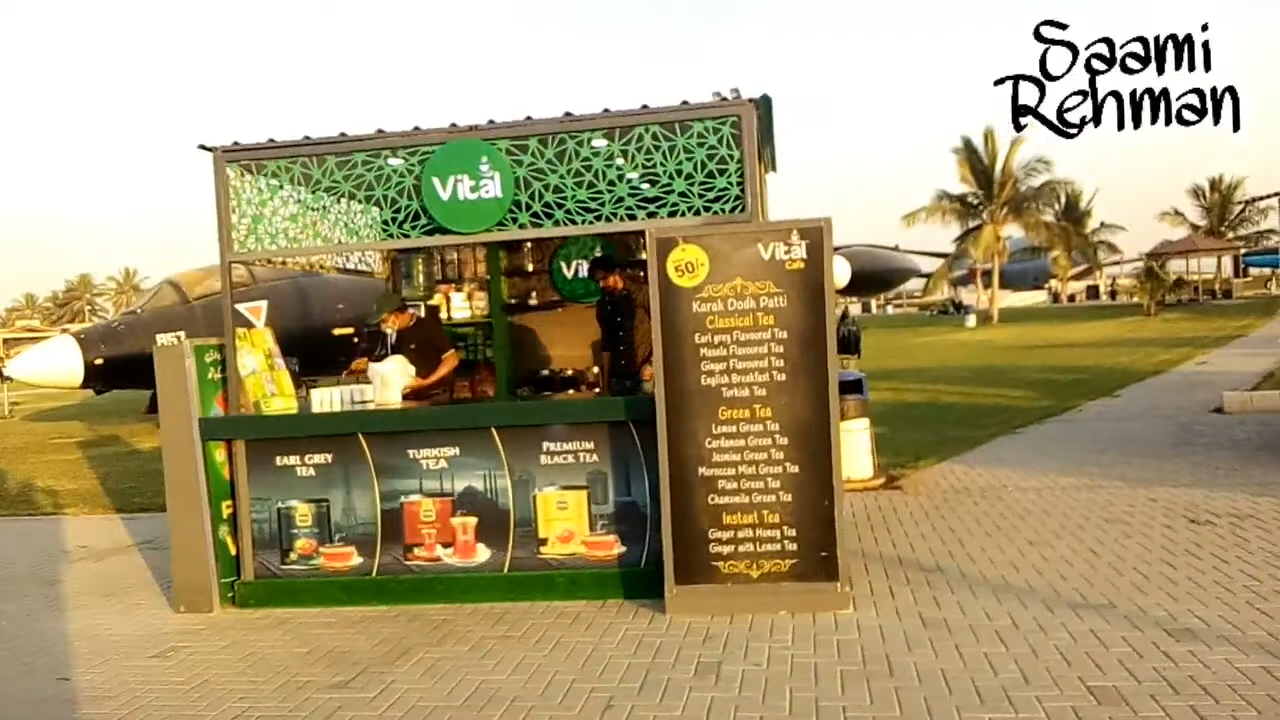 Saami
Rehman
Vital
Vital
50/-
Vital
Cafe
Karak Dodh Patti
Classical Tea
Earl grey Flavoured Tea
Masala Flavoured Tea
Ginger Flavoured Tea
English Breakfast Tea
Turkish Tea
Green Tea
Lemon Green Tea
Cardamom Green Tea
Jasmine Green Tea
Moroccan Mint Green Tea
Plain Green Tea
Chamomile Green Tea
Instant Tea
Ginger with Honey Tea
Ginger with Lemon Tea
EARL GREY
TEA
TURKISH
TEA
PREMIUM
BLACK TEA